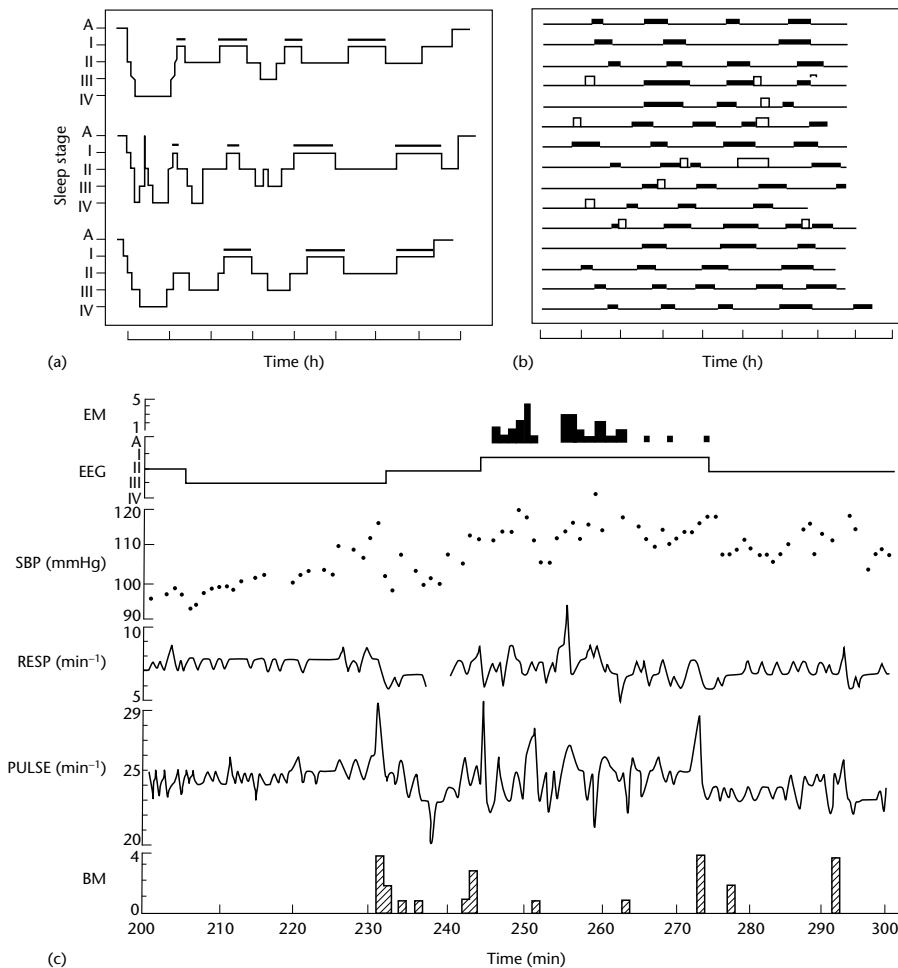 A
I
II
III
IV
A
I
II
III
IV
A
I
II
III
IV
Sleep stage
(a)
Time (h)
(b)
Time (h)
EM
5
1
EEG
A
I
II
III
IV
SBP (mmHg)
120
110
100
90
RESP (min⁻¹)
10
5
PULSE (min⁻¹)
29
25
20
BM
4
0
200 210 220 230 240 250 260 270 280 290 300
(c)
Time (min)